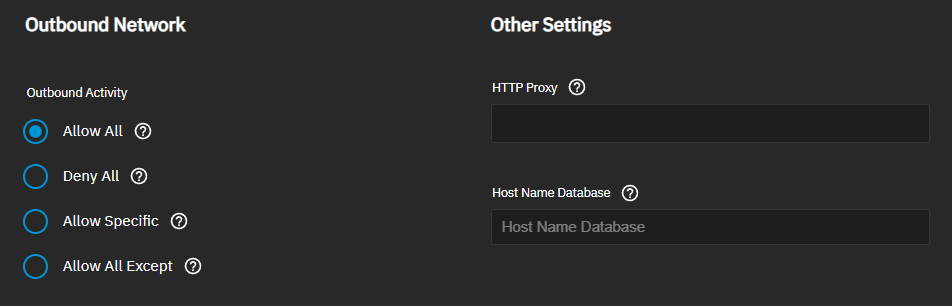 Outbound Network
Outbound Activity
Allow All ?
Deny All ?
Allow Specific ?
Allow All Except ?
Other Settings
HTTP Proxy ?
Host Name Database ?
Host Name Database